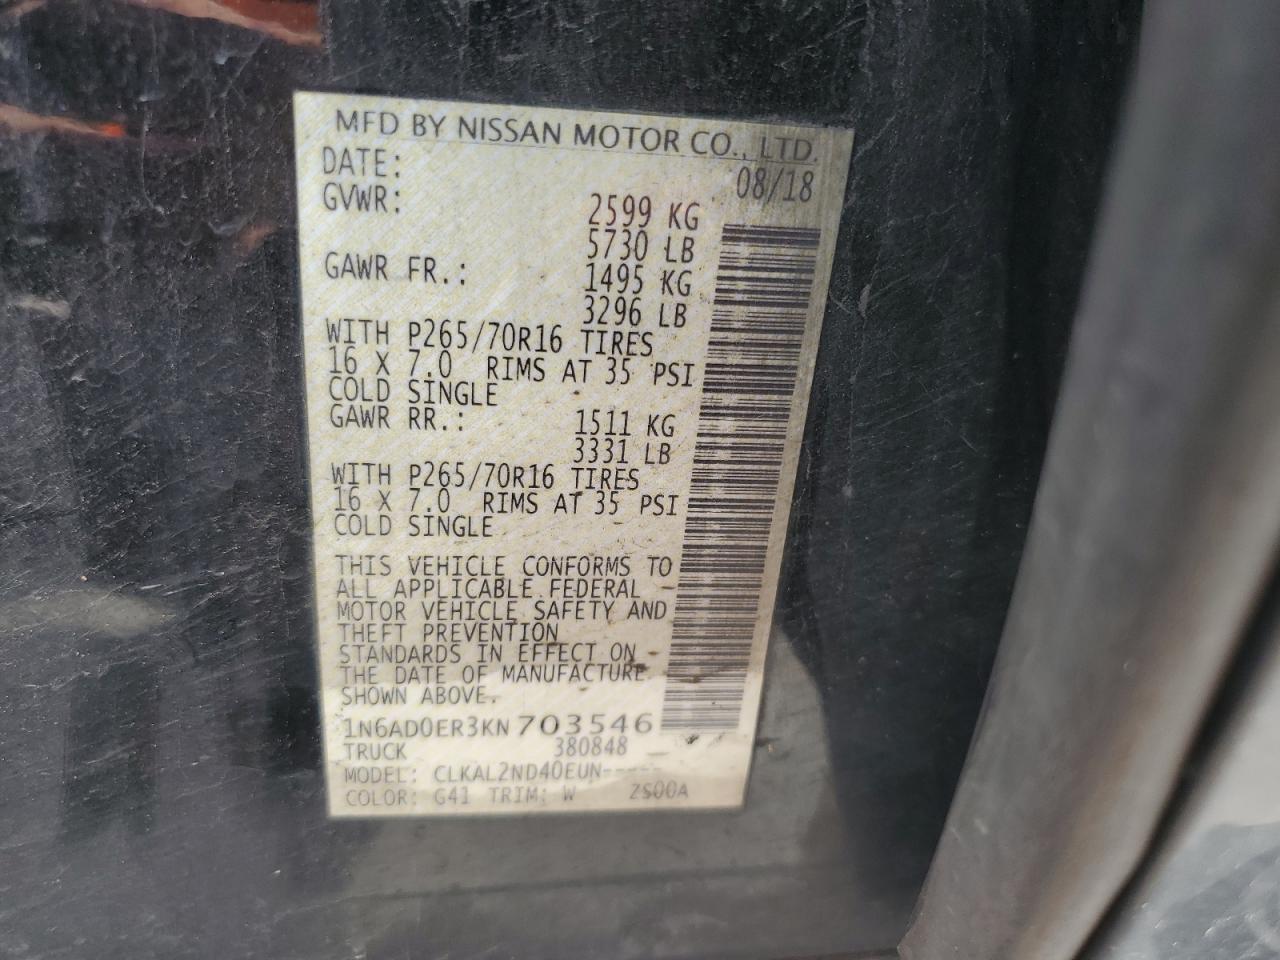 MFD BY NISSAN MOTOR CO., LTD.
DATE: 08/18
GVWR: 2599 KG
5730 LB
GAWR FR.: 1495 KG
3296 LB
WITH P265/70R16 TIRES
16 X 7.0 RIMS AT 35 PSI
COLD SINGLE
GAWR RR.: 1511 KG
3331 LB
WITH P265/70R16 TIRES
16 X 7.0 RIMS AT 35 PSI
COLD SINGLE
THIS VEHICLE CONFORMS TO
ALL APPLICABLE FEDERAL
MOTOR VEHICLE SAFETY AND
THEFT PREVENTION
STANDARDS IN EFFECT ON
THE DATE OF MANUFACTURE
SHOWN ABOVE.
1N6AD0ER3KN703546
TRUCK 380848
MODEL: CLKAL2ND40EUN-----
COLOR: G41 TRIM: W 2S00A